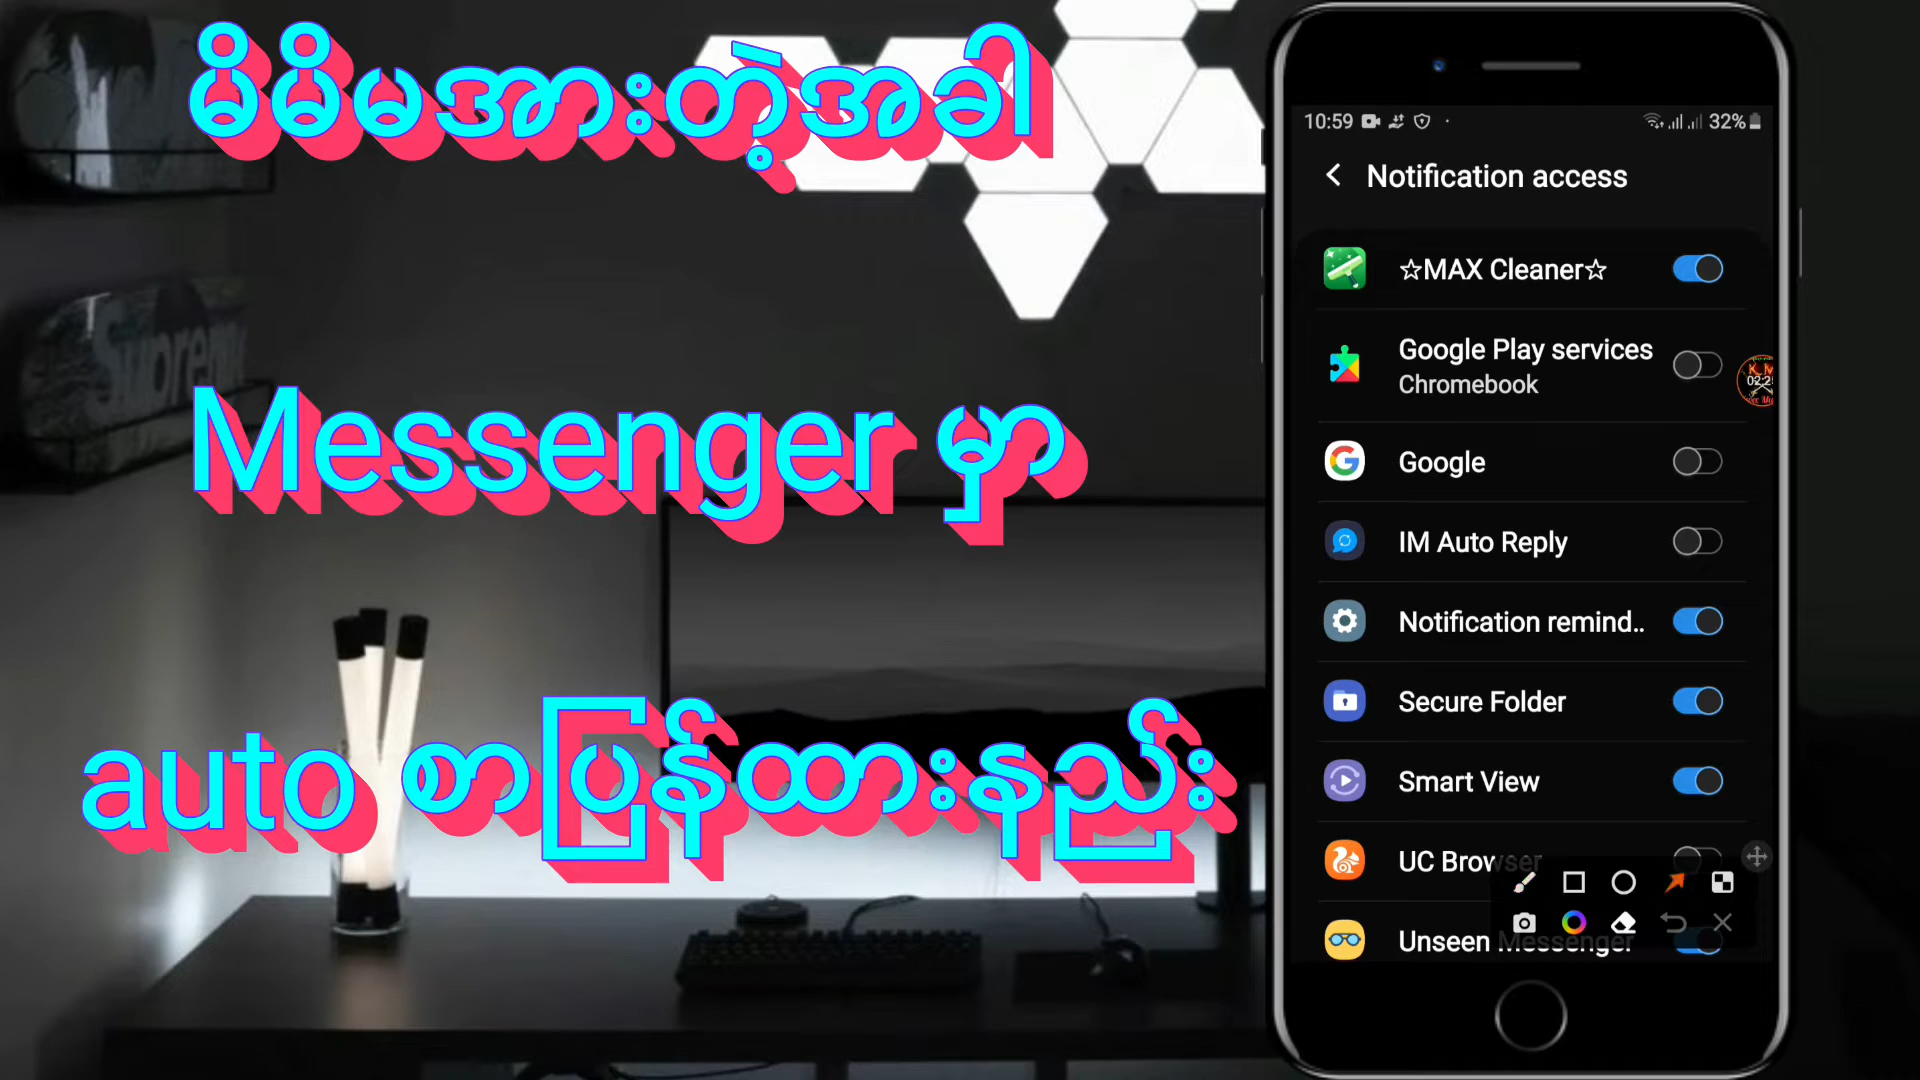 မိမိမအားတဲ့အခါ
Messenger မှာ
auto စာပြန်ထားနည်း
Supreme
10:59
32%
Notification access
☆MAX Cleaner☆
Google Play services
Chromebook
Google
IM Auto Reply
Notification remind..
Secure Folder
Smart View
UC Browser
Unseen Messenger